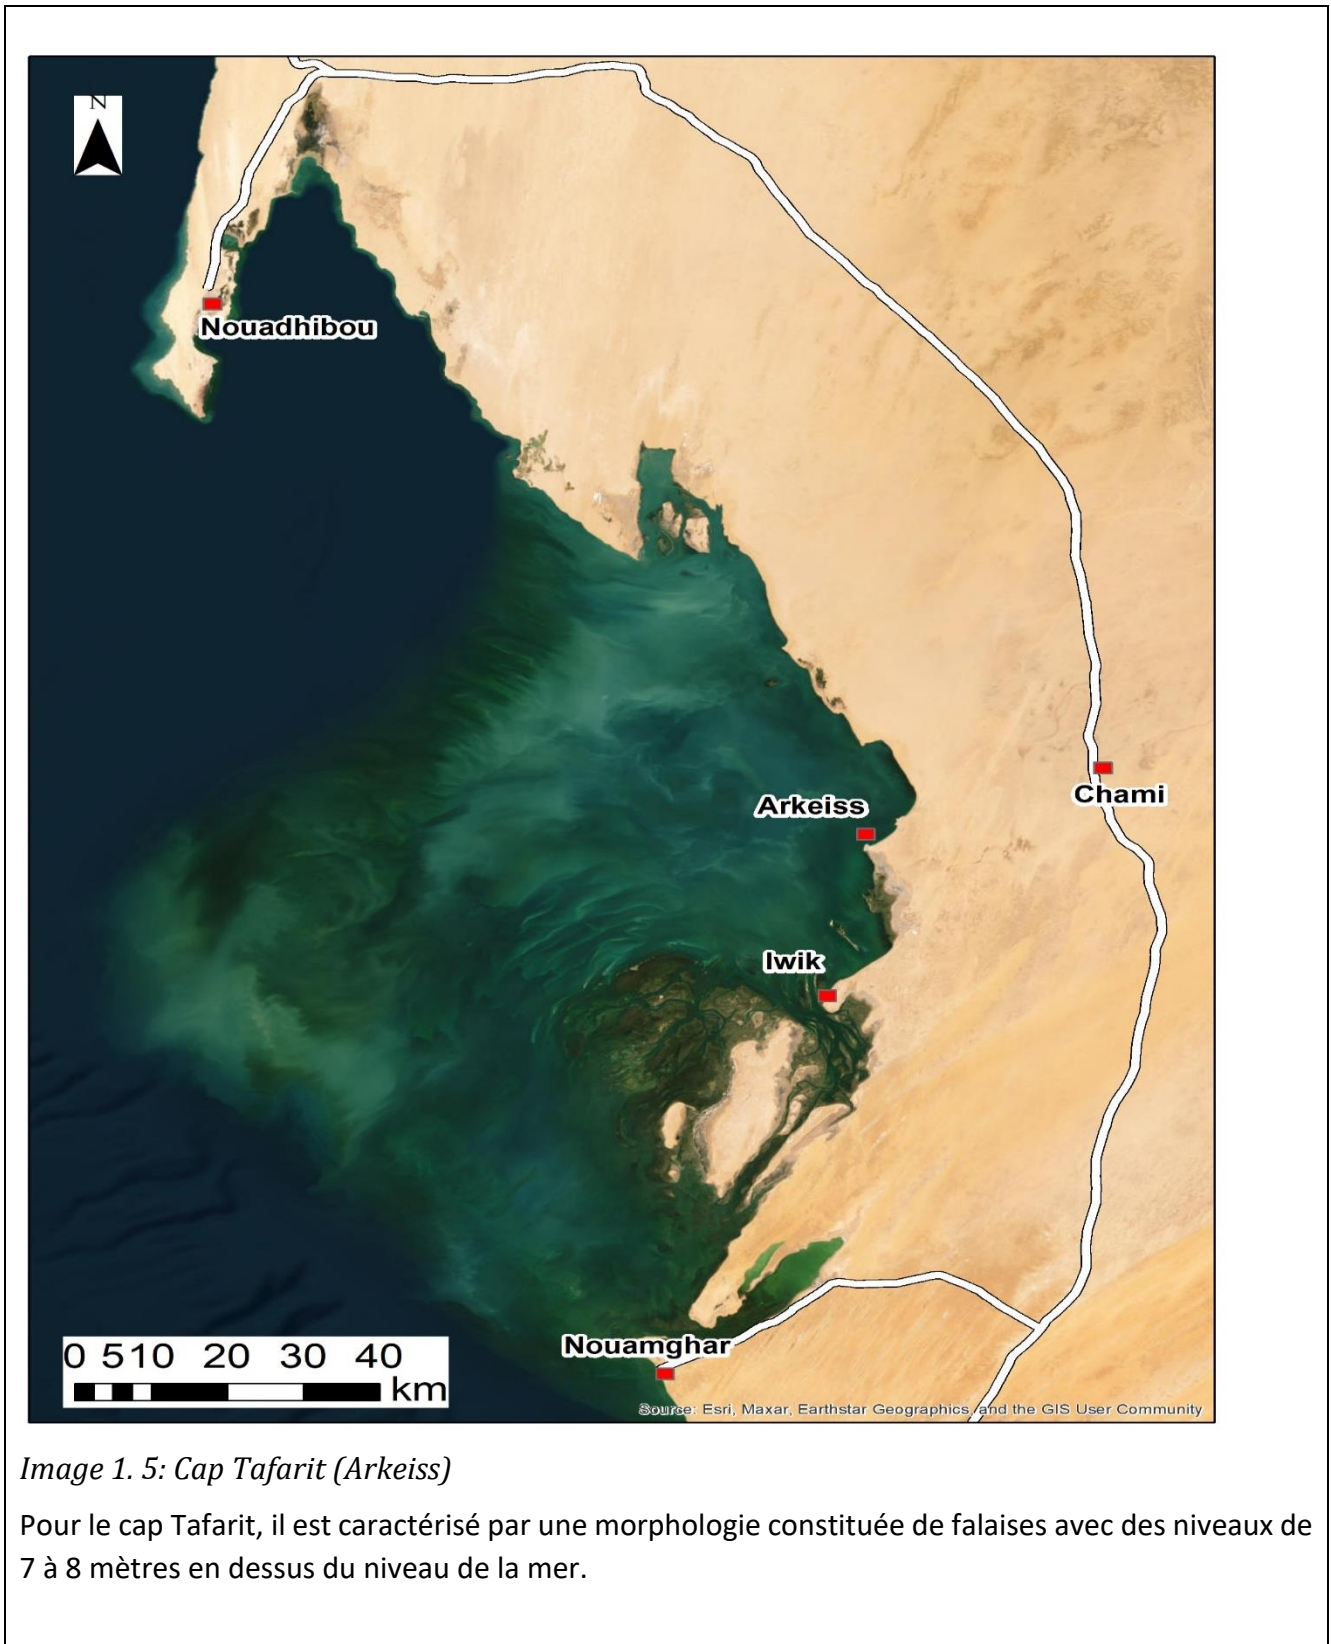 N
Nouadhibou
Arkeiss
Chami
Iwik
Nouamghar
0 5 10 20 30 40
km
Source: Esri, Maxar, Earthstar Geographics, and the GIS User Community
Image 1. 5: Cap Tafarit (Arkeiss)
Pour le cap Tafarit, il est caractérisé par une morphologie constituée de falaises avec des niveaux de
7 à 8 mètres en dessus du niveau de la mer.